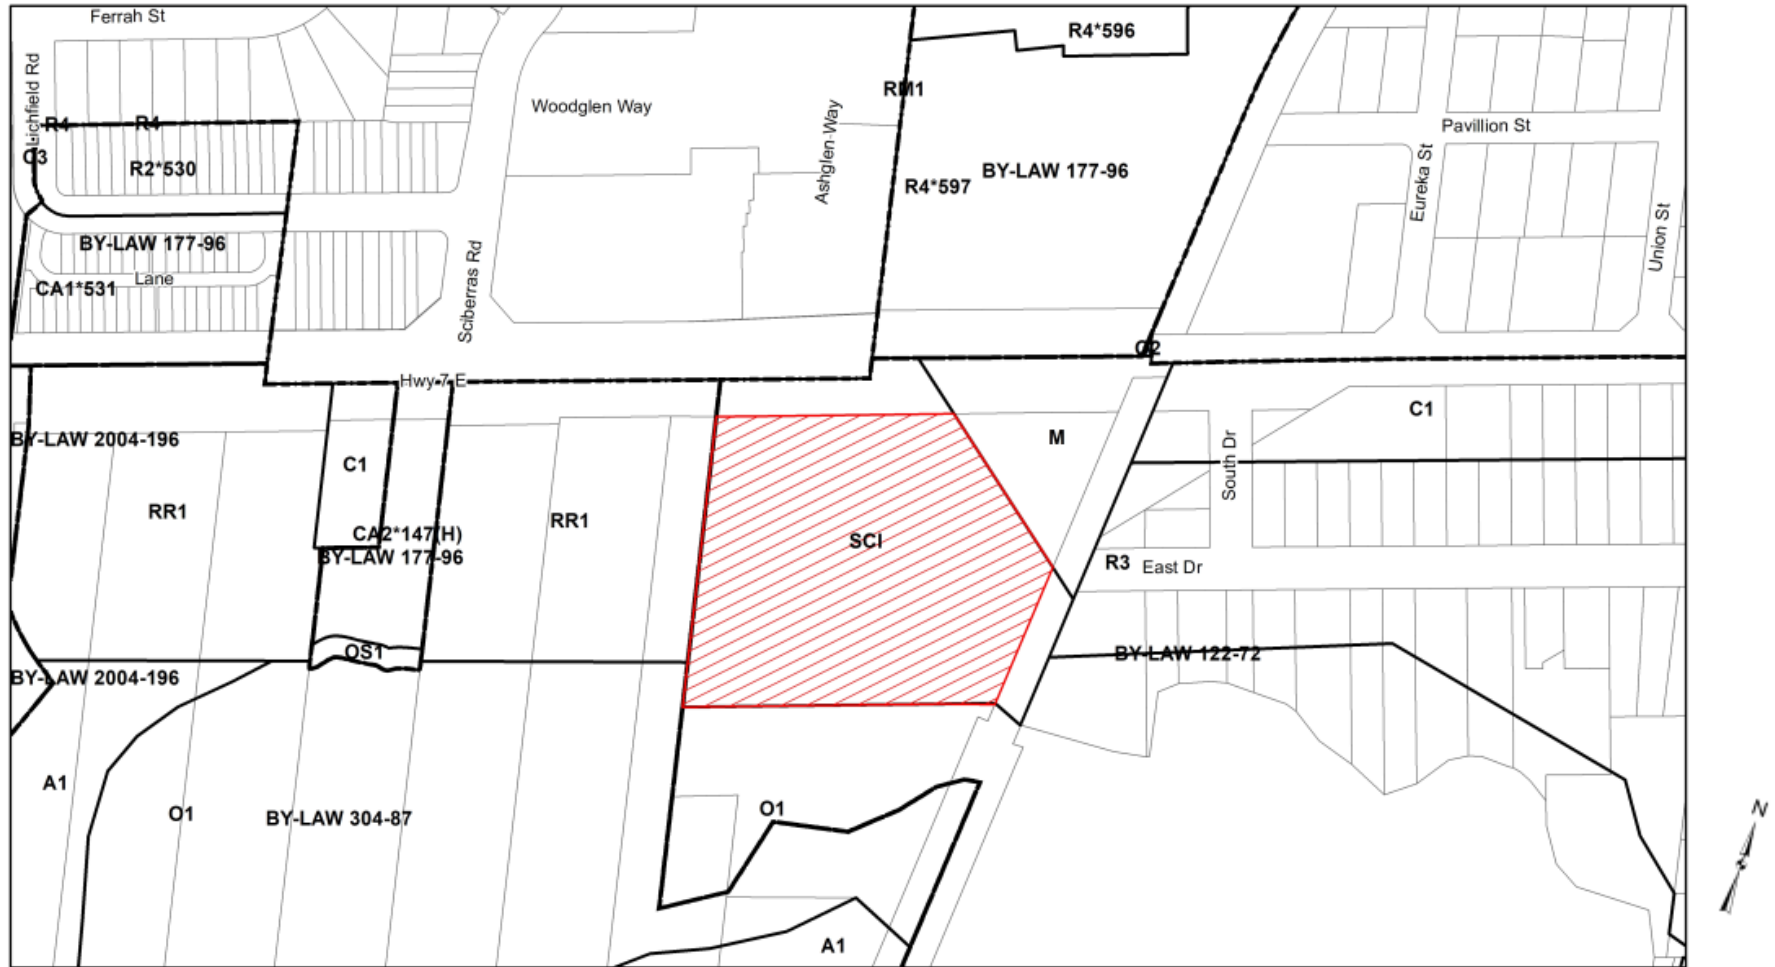 Ferrah St
R4*596
Lichfield Rd
RM1
Woodglen Way
Ashglen Way
R4
R4
Pavillion St
C3
R2*530
BY-LAW 177-96
R4*597
Eureka St
Union St
BY-LAW 177-96
Lane
CA1*531
Sciberras Rd
O2
Hwy 7 E
C1
BY-LAW 2004-196
M
C1
South Dr
RR1
RR1
CA2*147(H)
BY-LAW 177-96
SCI
R3
East Dr
OS1
BY-LAW 122-72
BY-LAW 2004-196
A1
O1
BY-LAW 304-87
O1
A1
N